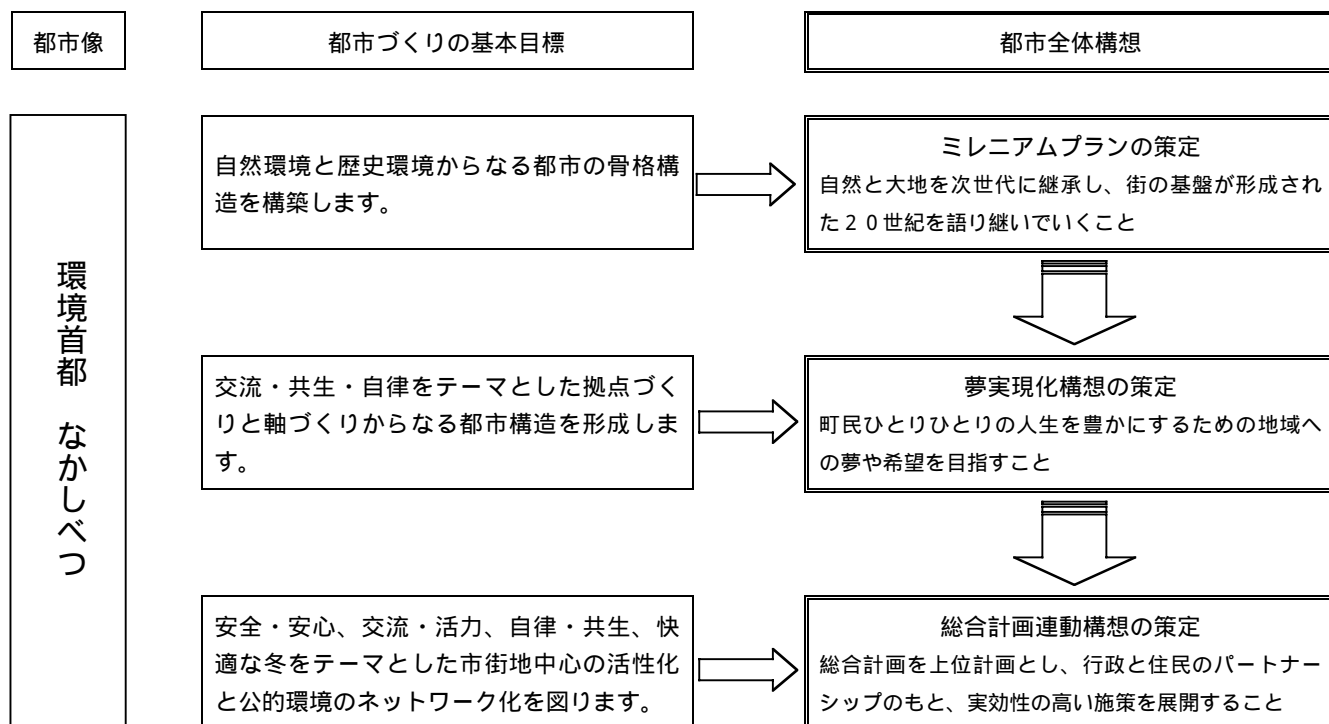 都市像
都市づくりの基本目標
都市全体構想
環境首都 なかしべつ
自然環境と歴史環境からなる都市の骨格構
造を構築します。
ミレニアムプランの策定
自然と大地を次世代に継承し、街の基盤が形成され
た20世紀を語り継いでいくこと
交流・共生・自律をテーマとした拠点づく
りと軸づくりからなる都市構造を形成しま
す。
夢実現化構想の策定
町民ひとりひとりの人生を豊かにするための地域へ
の夢や希望を目指すこと
安全・安心、交流・活力、自律・共生、快
適な冬をテーマとした市街地中心の活性化
と公的環境のネットワーク化を図ります。
総合計画連動構想の策定
総合計画を上位計画とし、行政と住民のパートナー
シップのもと、実効性の高い施策を展開すること